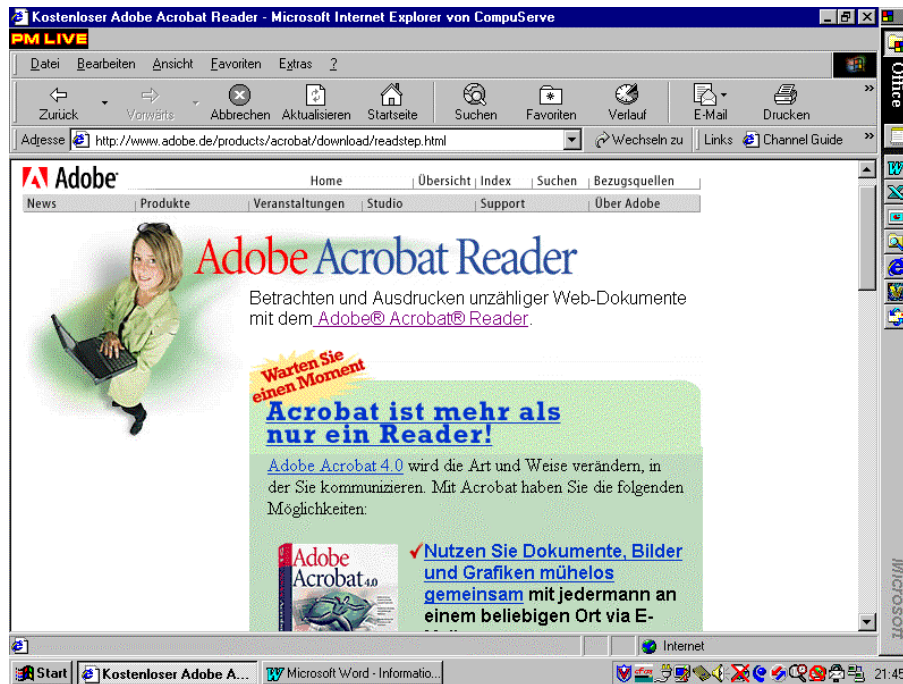 Kostenloser Adobe Acrobat Reader - Microsoft Internet Explorer von CompuServe
PM LIVE
Datei Bearbeiten Ansicht Favoriten Extras ?
Zurück Vorwärts Abbrechen Aktualisieren Startseite Suchen Favoriten Verlauf E-Mail Drucken »
Adresse http://www.adobe.de/products/acrobat/download/readstep.html Wechseln zu Links Channel Guide »
Office
Adobe
Home Übersicht Index Suchen Bezugsquellen
News Produkte Veranstaltungen Studio Support Über Adobe
Adobe Acrobat Reader
Betrachten und Ausdrucken unzähliger Web-Dokumente
mit dem Adobe® Acrobat® Reader.
Warten Sie
einen Moment
Acrobat ist mehr als
nur ein Reader!
Adobe Acrobat 4.0 wird die Art und Weise verändern, in
der Sie kommunizieren. Mit Acrobat haben Sie die folgenden
Möglichkeiten:
Adobe
Acrobat 4.0
Nutzen Sie Dokumente, Bilder
und Grafiken mühelos
gemeinsam mit jedermann an
einem beliebigen Ort via E-
Microsoft
Internet
Start Kostenloser Adobe A... Microsoft Word - Informatio... 21:45